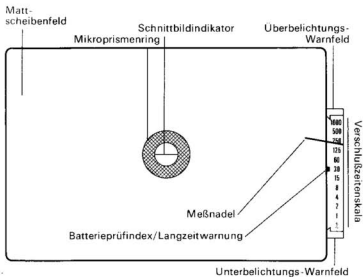 Matt-
scheibenfeld
Schnittbildindikator
Mikroprismenring
Überbelichtungs-
Warnfeld
1000
500
250
125
60
30
15
8
4
2
1
Verschlußzeitenskala
Meßnadel
Batterieprüfindex/Langzeitwarnung
Unterbelichtungs-Warnfeld